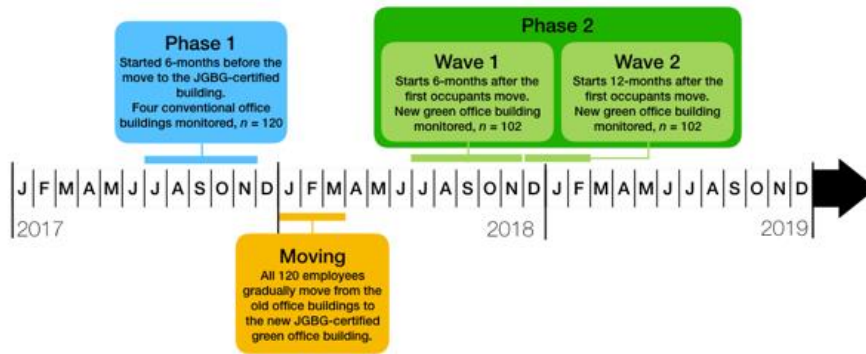 Phase 1
Started 6-months before the
move to the JGBG-certified
building.
Four conventional office
buildings monitored, n = 120
Phase 2
Wave 1
Starts 6-months after the
first occupants move.
New green office building
monitored, n = 102
Wave 2
Starts 12-months after the
first occupants move.
New green office building
monitored, n = 102
J F M A M J J A S O N D J F M A M J J A S O N D J F M A M J J A S O N D
2017 2018 2019
Moving
All 120 employees
gradually move from the
old office buildings to
the new JGBG-certified
green office building.